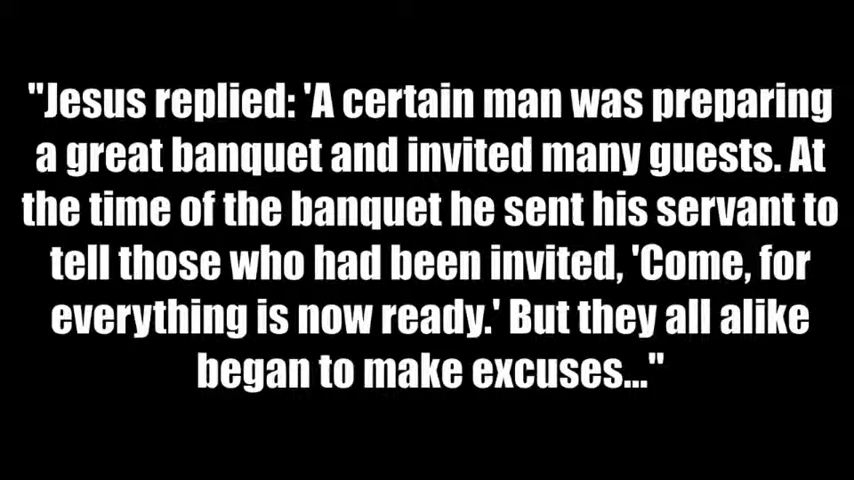 "Jesus replied: 'A certain man was preparing
a great banquet and invited many guests. At
the time of the banquet he sent his servant to
tell those who had been invited, 'Come, for
everything is now ready.' But they all alike
began to make excuses..."